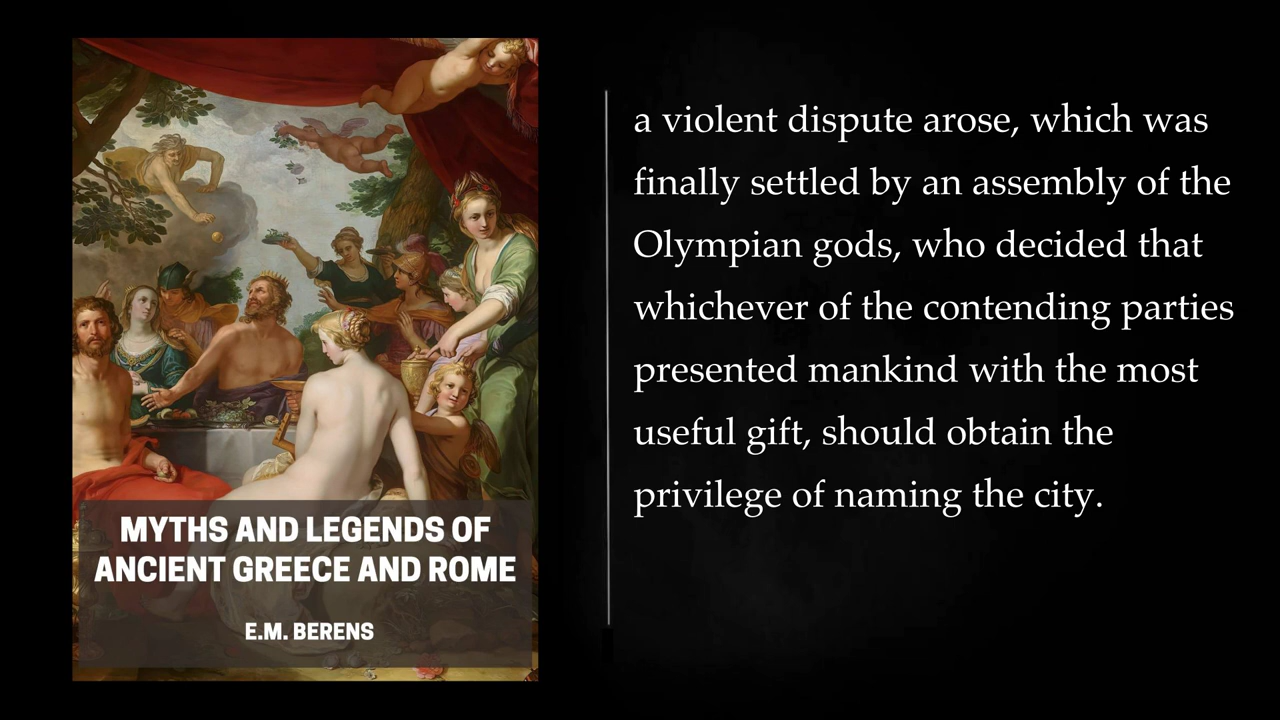 MYTHS AND LEGENDS OF
ANCIENT GREECE AND ROME
E.M. BERENS
a violent dispute arose, which was
finally settled by an assembly of the
Olympian gods, who decided that
whichever of the contending parties
presented mankind with the most
useful gift, should obtain the
privilege of naming the city.